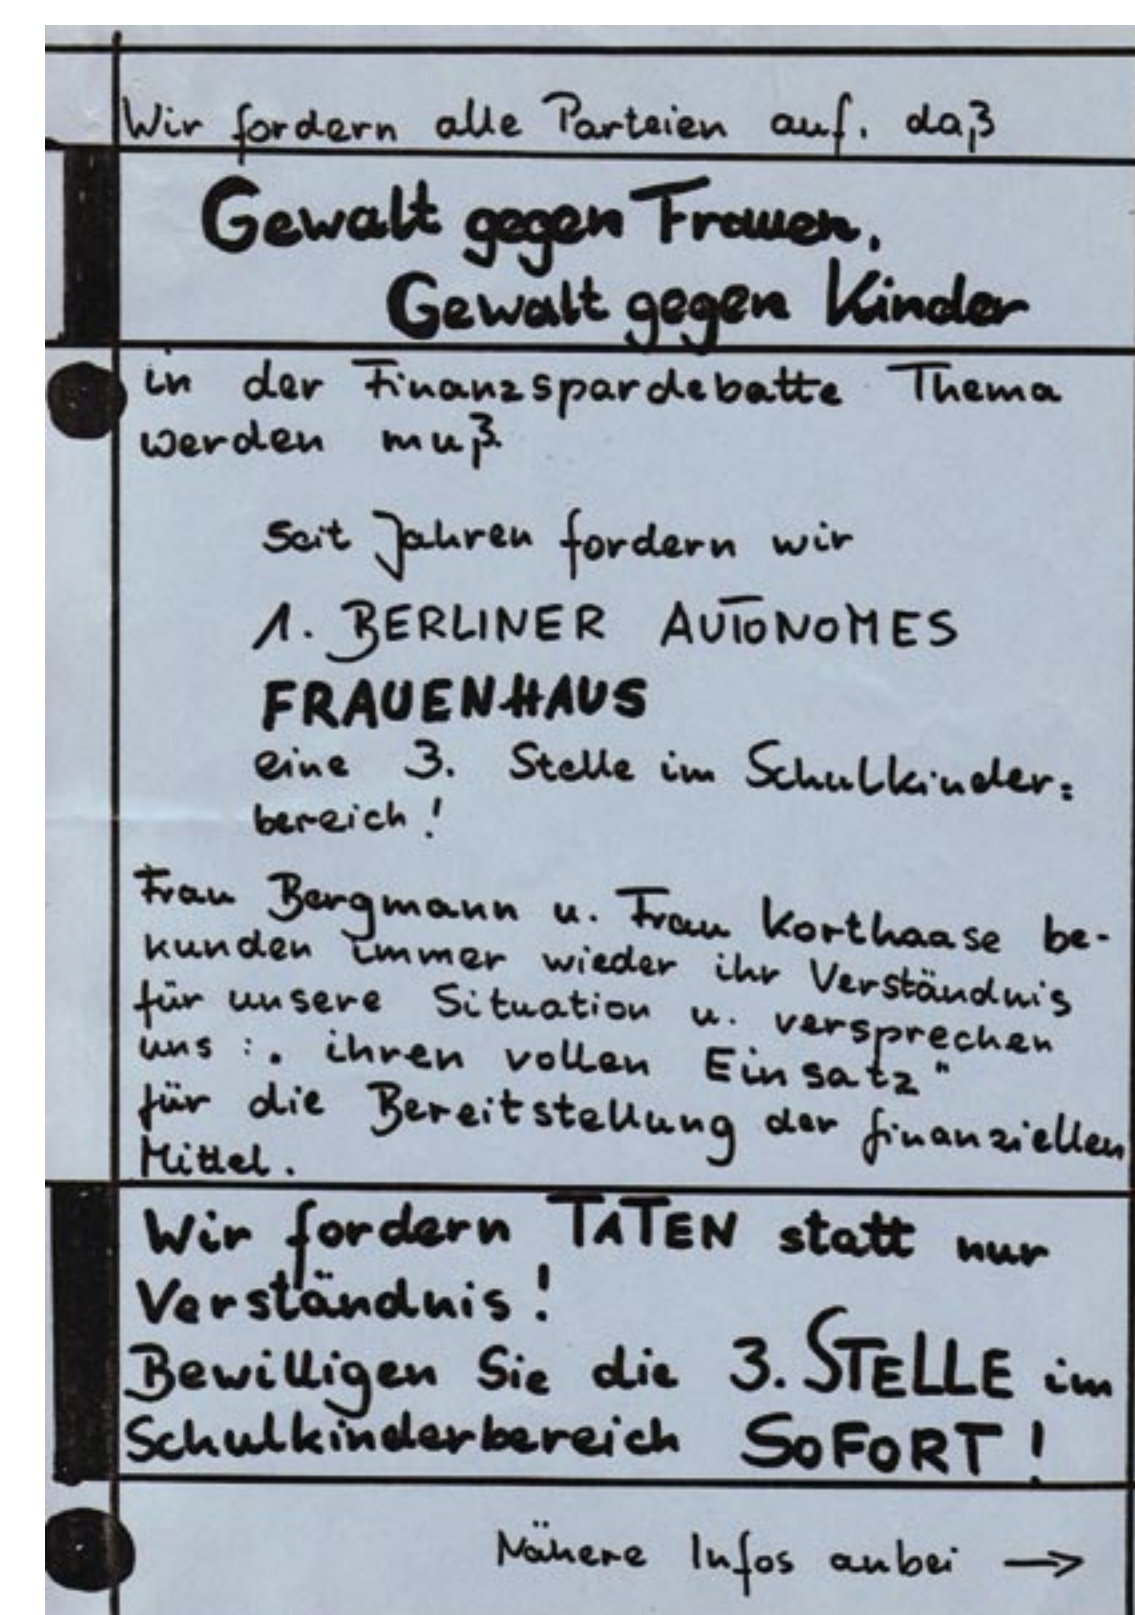 Wir fordern alle Parteien auf, daß
Gewalt gegen Frauen,
Gewalt gegen Kinder
in der Finanzspardebatte Thema
werden muß
Seit Jahren fordern wir
1. BERLINER AUTONOMES
FRAUENHAUS
eine 3. Stelle im Schulkinder=
bereich!
Frau Bergmann u. Frau Korthaase be-
kunden immer wieder ihr Verständnis
für unsere Situation u. versprechen
uns : „ ihren vollen Einsatz"
für die Bereitstellung der finanziellen
Mittel.
Wir fordern TATEN statt nur
Verständnis!
Bewilligen Sie die 3. STELLE im
Schulkinderbereich SOFORT!
Nähere Infos anbei →